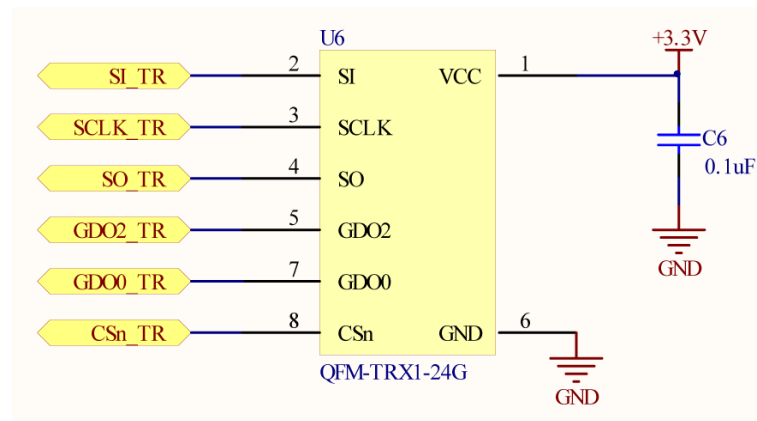 U6
+3.3V
SI_TR 2 SI VCC 1
SCLK_TR 3 SCLK
C6
0.1uF
SO_TR 4 SO
GDO2_TR 5 GDO2
GND
GDO0_TR 7 GDO0
CSn_TR 8 CSn GND 6
QFM-TRX1-24G
GND